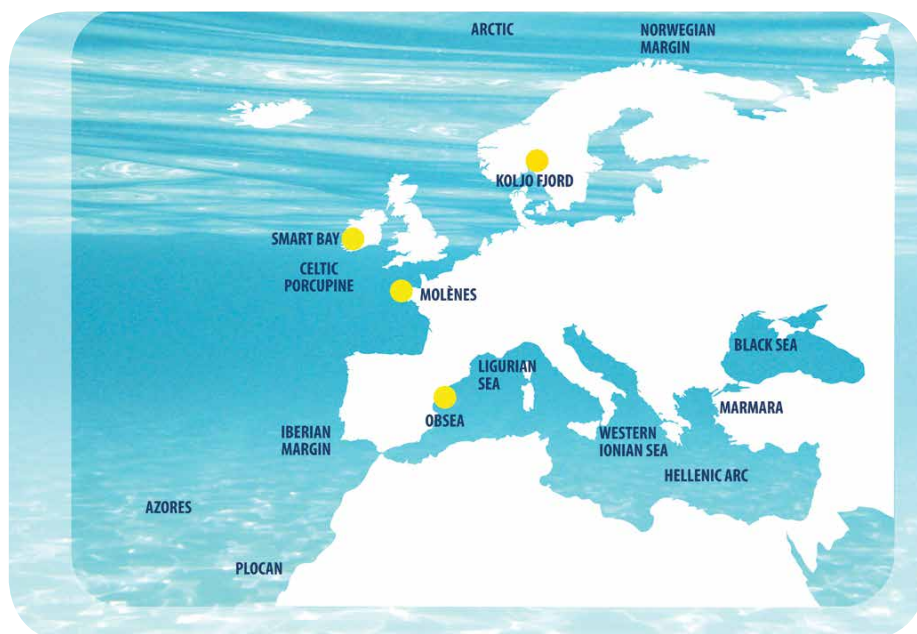 ARCTIC
NORWEGIAN
MARGIN
KOLJO FJORD
SMART BAY
CELTIC
PORCUPINE
MOLÈNES
BLACK SEA
LIGURIAN
SEA
MARMARA
OBSEA
IBERIAN
MARGIN
WESTERN
IONIAN SEA
HELLENIC ARC
AZORES
PLOCAN